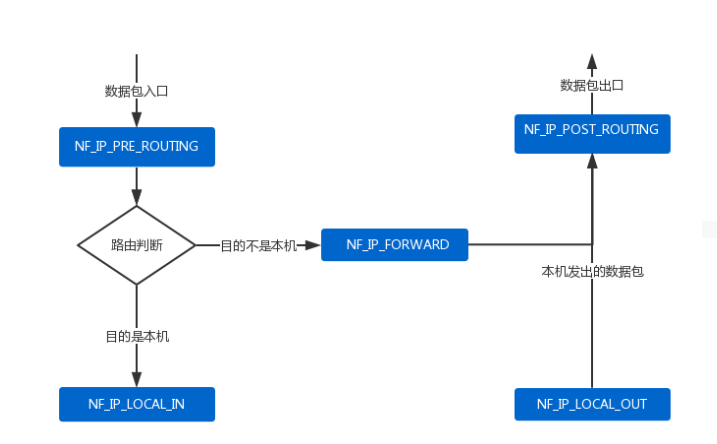 数据包入口
数据包出口
NF_IP_PRE_ROUTING
NF_IP_POST_ROUTING
路由判断
目的不是本机
NF_IP_FORWARD
本机发出的数据包
目的是本机
NF_IP_LOCAL_IN
NF_IP_LOCAL_OUT